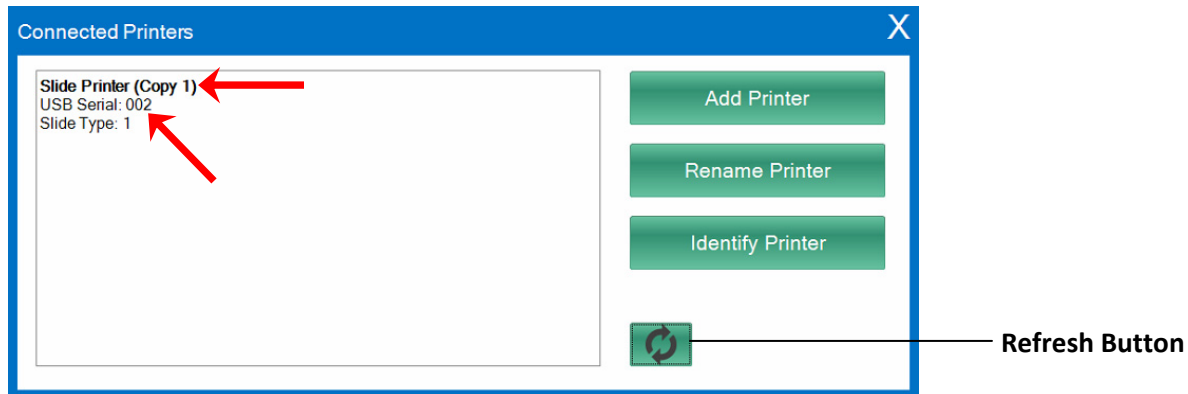 Connected Printers X
Slide Printer (Copy 1)
USB Serial: 002
Slide Type: 1
Add Printer
Rename Printer
Identify Printer
Refresh Button